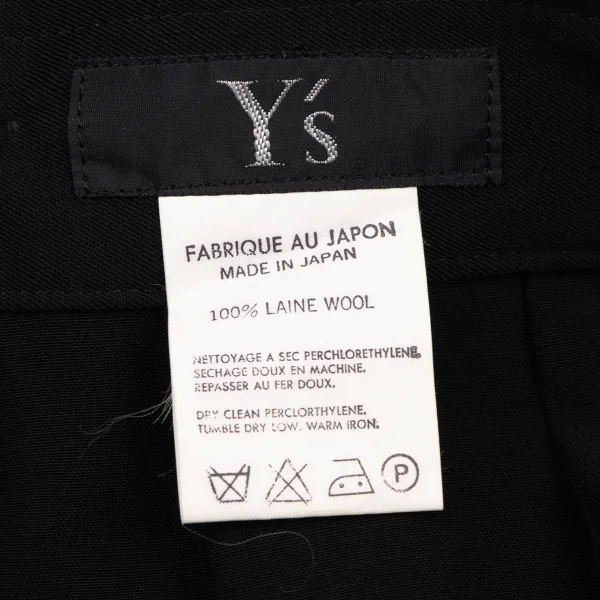 Y's
FABRIQUE AU JAPON
MADE IN JAPAN
100% LAINE WOOL
NETTOYAGE A SEC PERCHLORETHYLENE,
SECHAGE DOUX EN MACHINE.
REPASSER AU FER DOUX.
DRY CLEAN PERCLORTHYLENE,
TUMBLE DRY LOW. WARM IRON.
P